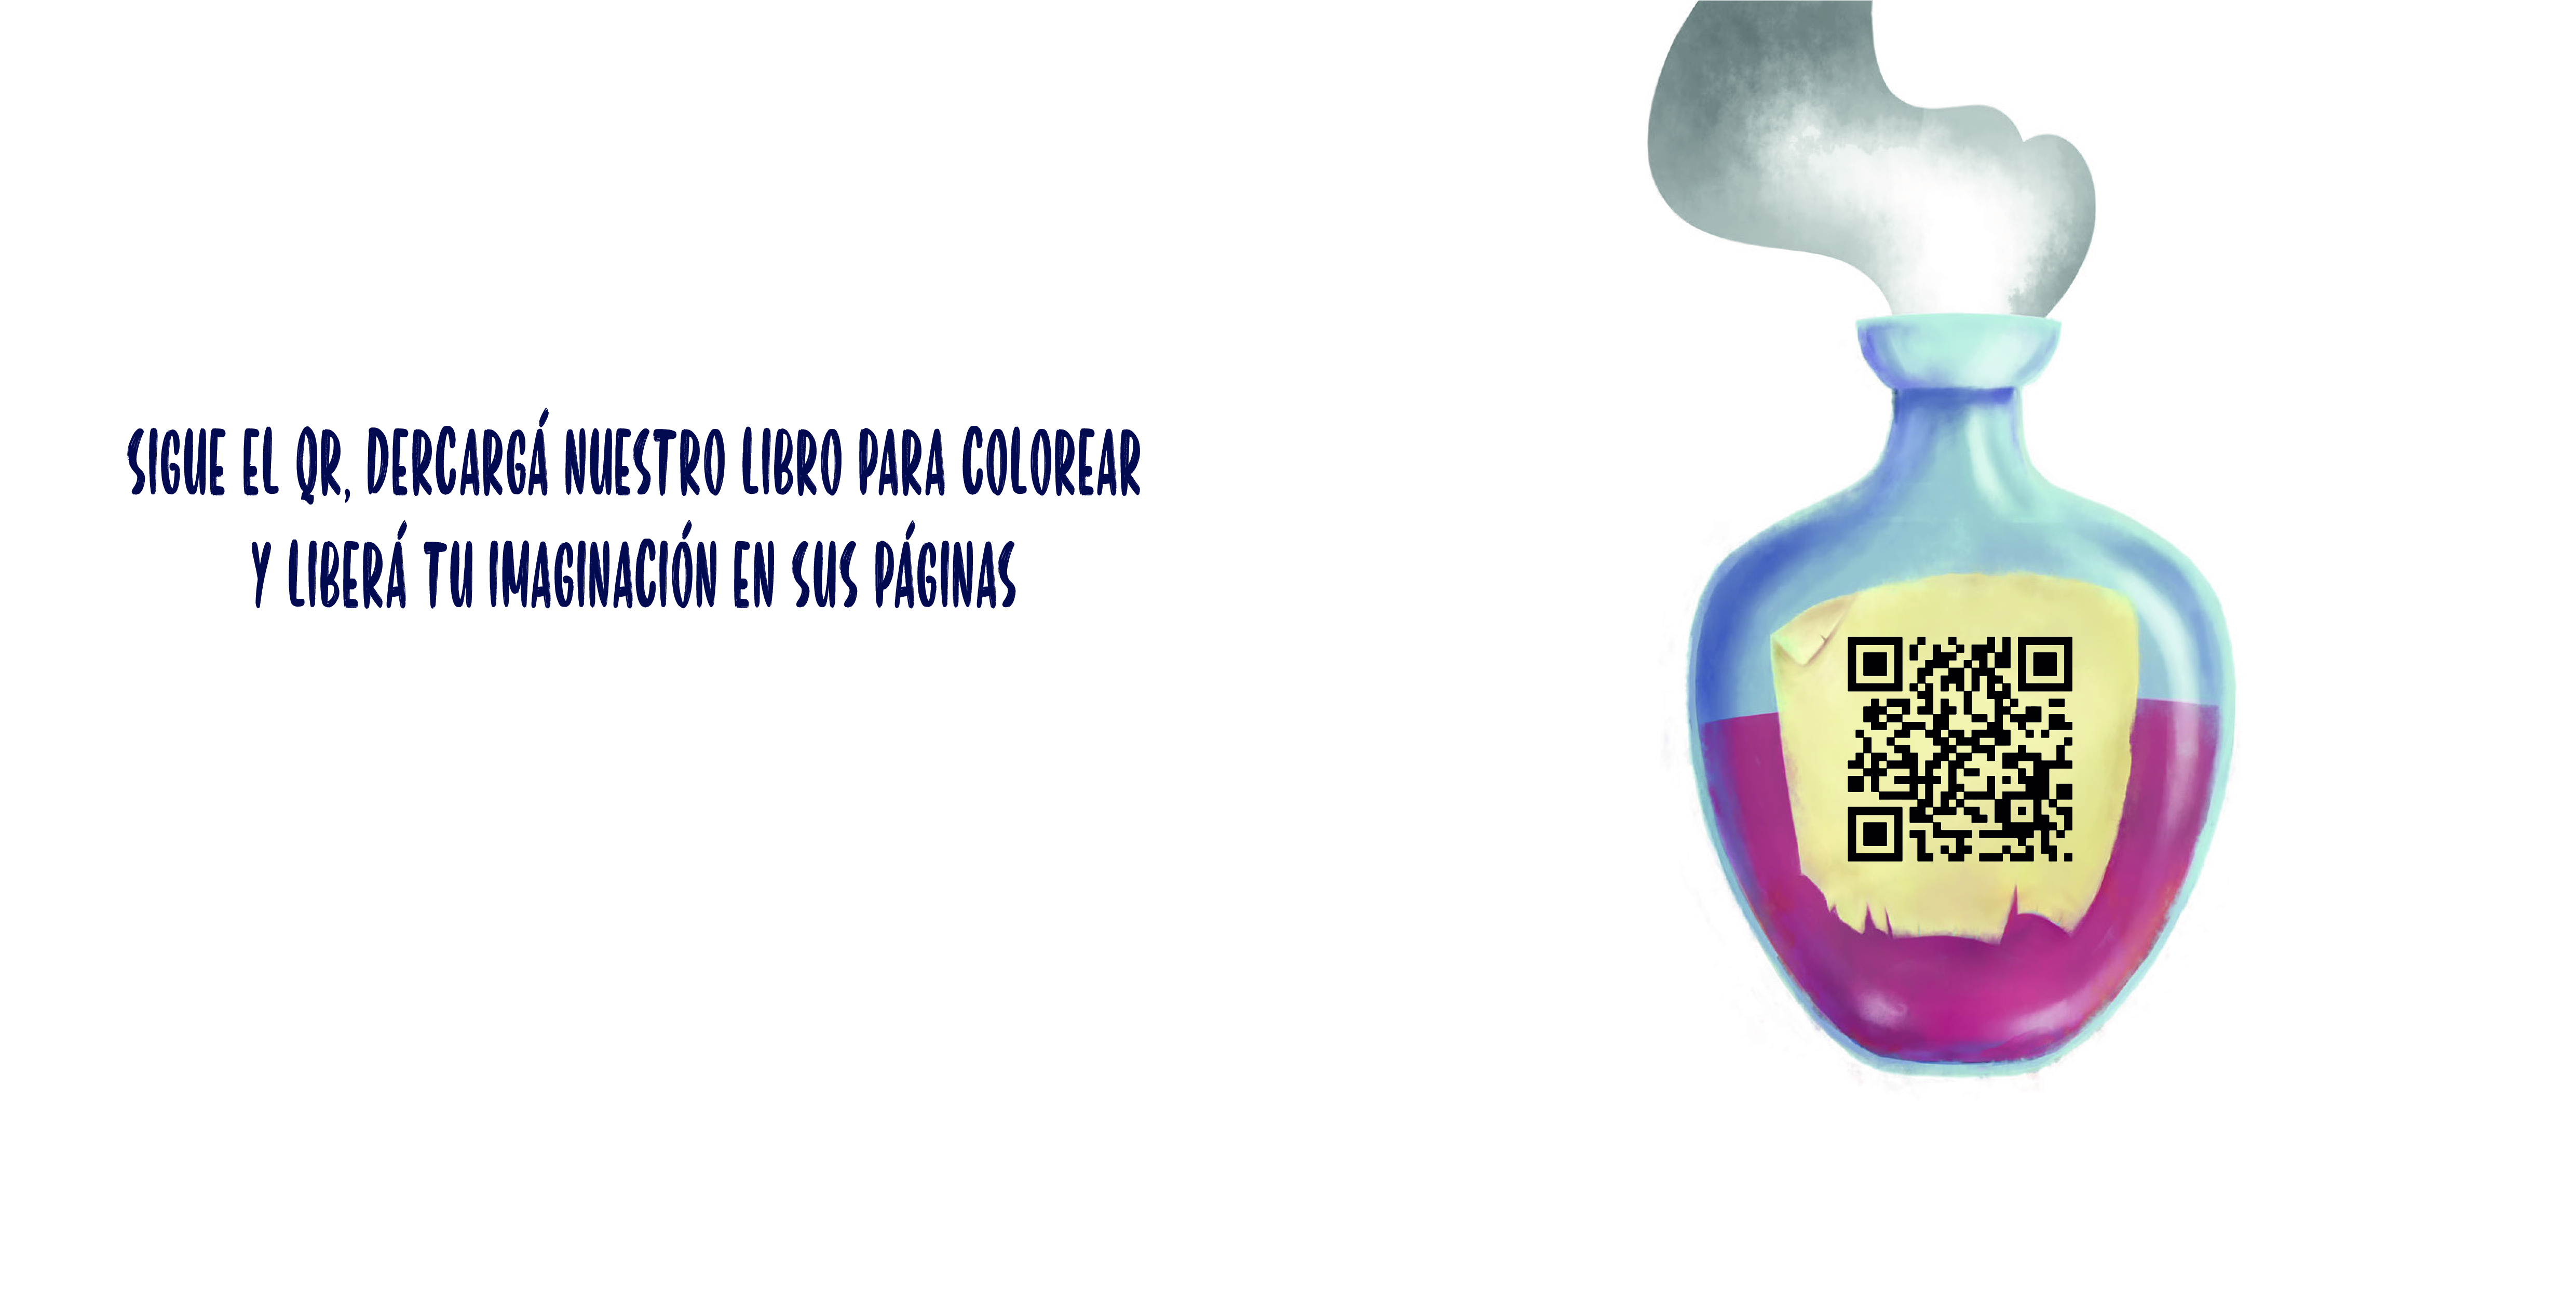 SIGUE EL QR, DERCARGÁ NUESTRO LIBRO PARA COLOREAR
Y LIBERÁ TU IMAGINACIÓN EN SUS PÁGINAS